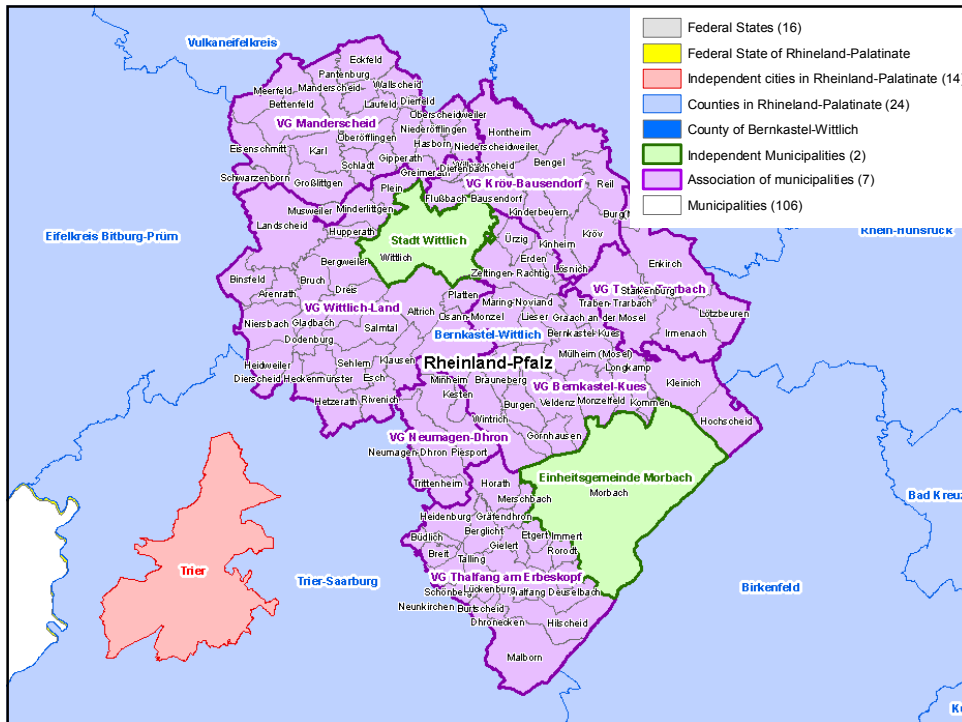 Federal States (16)
Federal State of Rhineland-Palatinate
Independent cities in Rheinland-Palatinate (14)
Counties in Rhineland-Palatinate (24)
County of Bernkastel-Wittlich
Independent Municipalities (2)
Association of municipalities (7)
Municipalities (106)
Vulkaneifelkreis
Eckfeld
Pantenburg
Meerfeld Manderscheid Wallscheid
Bettenfeld Laufeld Dierfeld
Oberscheidweiler
VG Manderscheid
Niederöfflingen
Überöfflingen Hasborn Niederscheidweiler
Hontheim
Eisenschmitt Karl
Schladt Gipperath
Bengel
Greimerath Diefenbach
Schwarzenborn Großlittgen
VG Kröv-Bausendorf
Reil
Plein
Flußbach Bausendorf
Musweiler Minderlittgen
Kinderbeuern
Landscheid
Hupperath
Kröv
Eifelkreis Bitburg-Prüm
Stadt Wittlich
Ürzig
Kinheim
Rhein-Hunsrück
Wittlich
Erden
Bergweiler
Enkirch
Zeltingen-Rachtig Lösnich
Binsfeld Bruch
Dreis
Starkenburg
Arenrath
Platten
Maring-Noviand
Traben-Trarbach
VG Wittlich-Land
Altrich
Osann-Monzel
Lieser Graach an der Mosel
Lötzbeuren
Niersbach Gladbach
Salmtal
Bernkastel-Wittlich
Bernkastel-Kues
Irmenach
Dodenburg
Mülheim (Mosel)
Heidweiler
Sehlem Klausen
Rheinland-Pfalz
Longkamp
Dierscheid Heckenmünster Esch
Minheim Brauneberg
VG Bernkastel-Kues
Kleinich
Kesten
Hetzerath Rivenich
Burgen Veldenz Monzelfeld Kommen
Wintrich
Hochscheid
VG Neumagen-Dhron
Gornhausen
Neumagen-Dhron Piesport
Trittenheim
Horath
Einheitsgemeinde Morbach
Merschbach
Morbach
Bad Kreuz
Heidenburg Gräfendhron
Berglicht
Büdlich
Etgert Immert
Breit Gielert
Rorodt
Talling
Trier
Trier-Saarburg
VG Thalfang am Erbeskopf
Birkenfeld
Schönberg Lückenburg
Deuselbach
Neunkirchen Burtscheid
Dhronecken
Hilscheid
Malborn